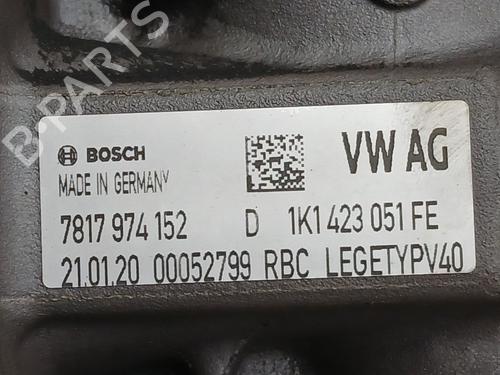 B-PARTS
BOSCH VW AG
MADE IN GERMANY
7817 974 152 D 1K1 423 051 FE
21.01.20 00052799 RBC LEGETYPV40